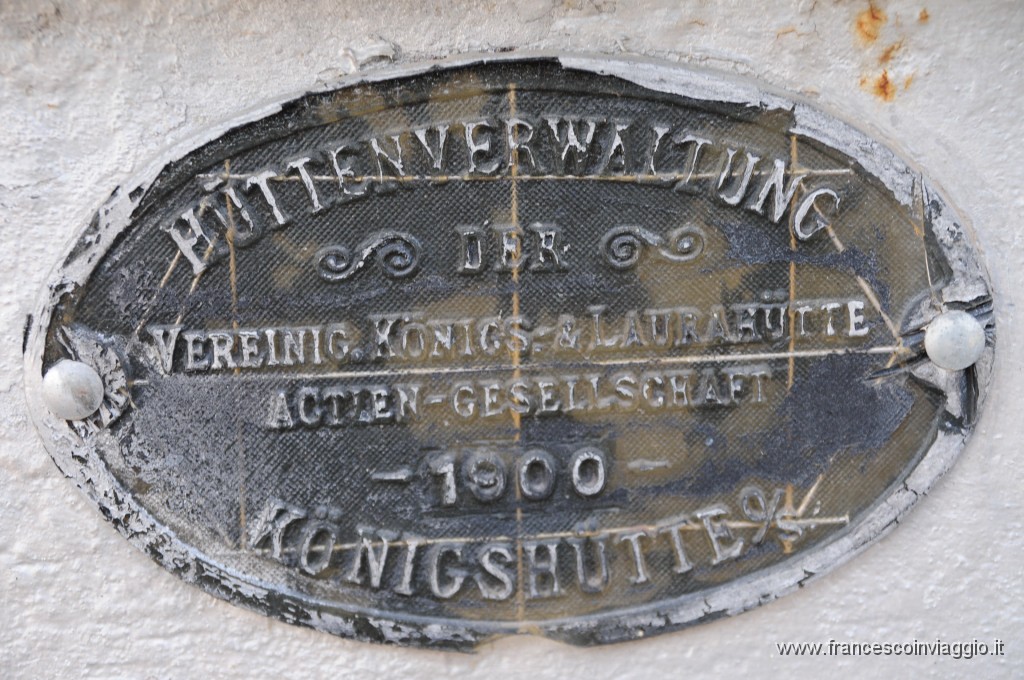 HÜTTENVERWALTUNG
DER
VEREINIG. KÖNIGS- & LAURAHÜTTE
ACTIEN-GESELLSCHAFT
-1900-
KÖNIGSHÜTTE O/S
www.francescoinviaggio.it